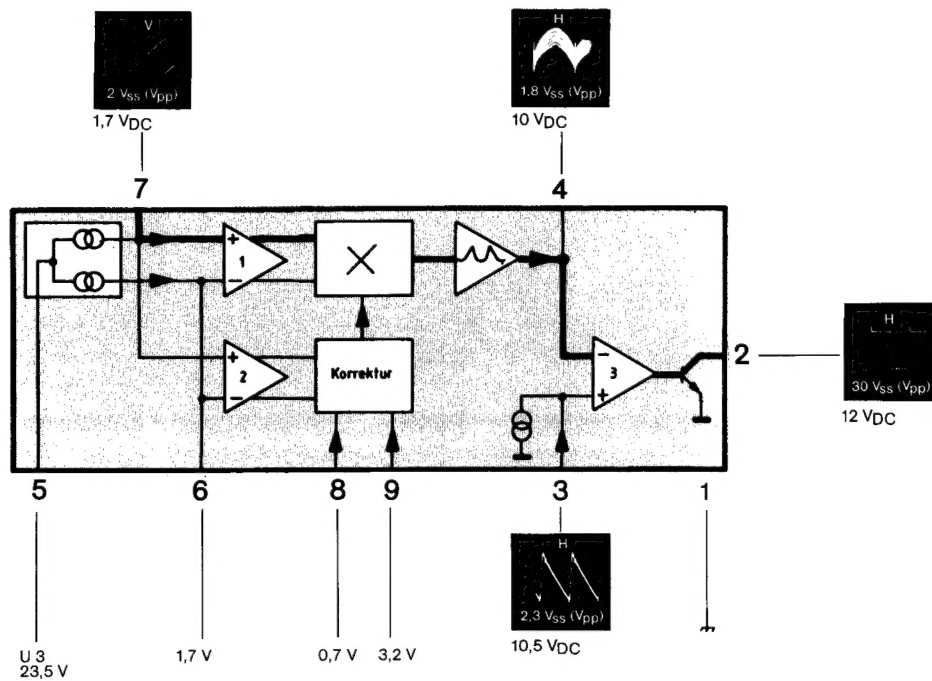 V
2 Vss (Vpp)
1,7 VDC
H
1.8 Vss (Vpp)
10 VDC
7
4
+
1
−
×
+
2
−
Korrektur
−
3
+
2
H
30 Vss (Vpp)
12 VDC
5
6
8
9
3
1
H
2,3 Vss (Vpp)
10,5 VDC
U 3
23,5 V
1,7 V
0,7 V
3,2 V